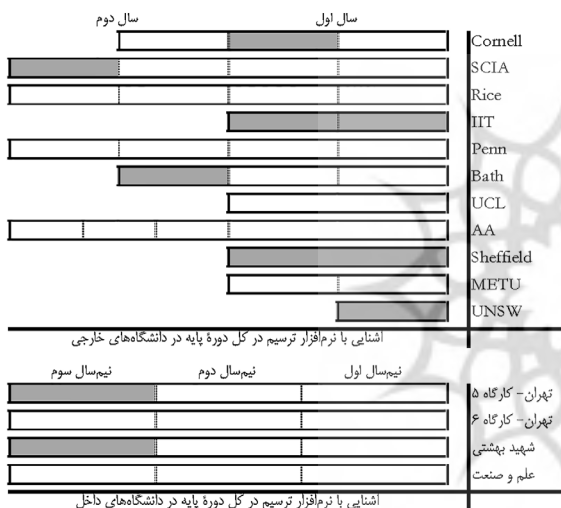 سال اول سال دوم
Cornell
SCIA
Rice
IIT
Penn
Bath
UCL
AA
Sheffield
METU
UNSW
آشنایی با نرم‌افزار ترسیم در کل دورهٔ پایه در دانشگاه‌های خارجی
نیم‌سال اول نیم‌سال دوم نیم‌سال سوم
تهران- کارگاه ۵
تهران- کارگاه ۶
شهید بهشتی
علم و صنعت
آشنایی با نرم‌افزار ترسیم در کل دورهٔ پایه در دانشگاه‌های داخل